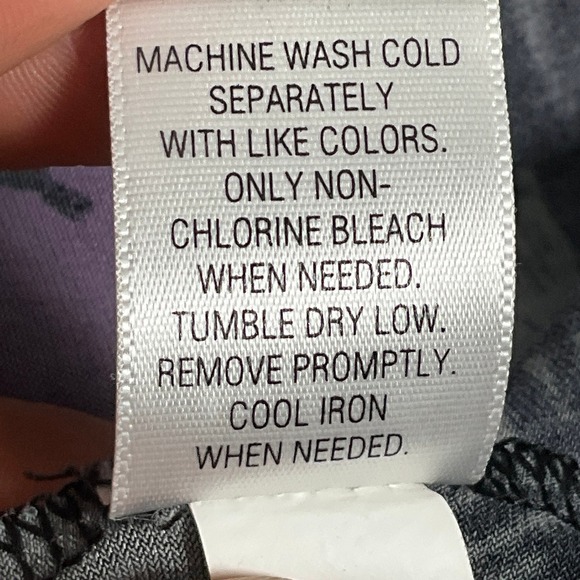 MACHINE WASH COLD
SEPARATELY
WITH LIKE COLORS.
ONLY NON-
CHLORINE BLEACH
WHEN NEEDED.
TUMBLE DRY LOW.
REMOVE PROMPTLY.
COOL IRON
WHEN NEEDED.